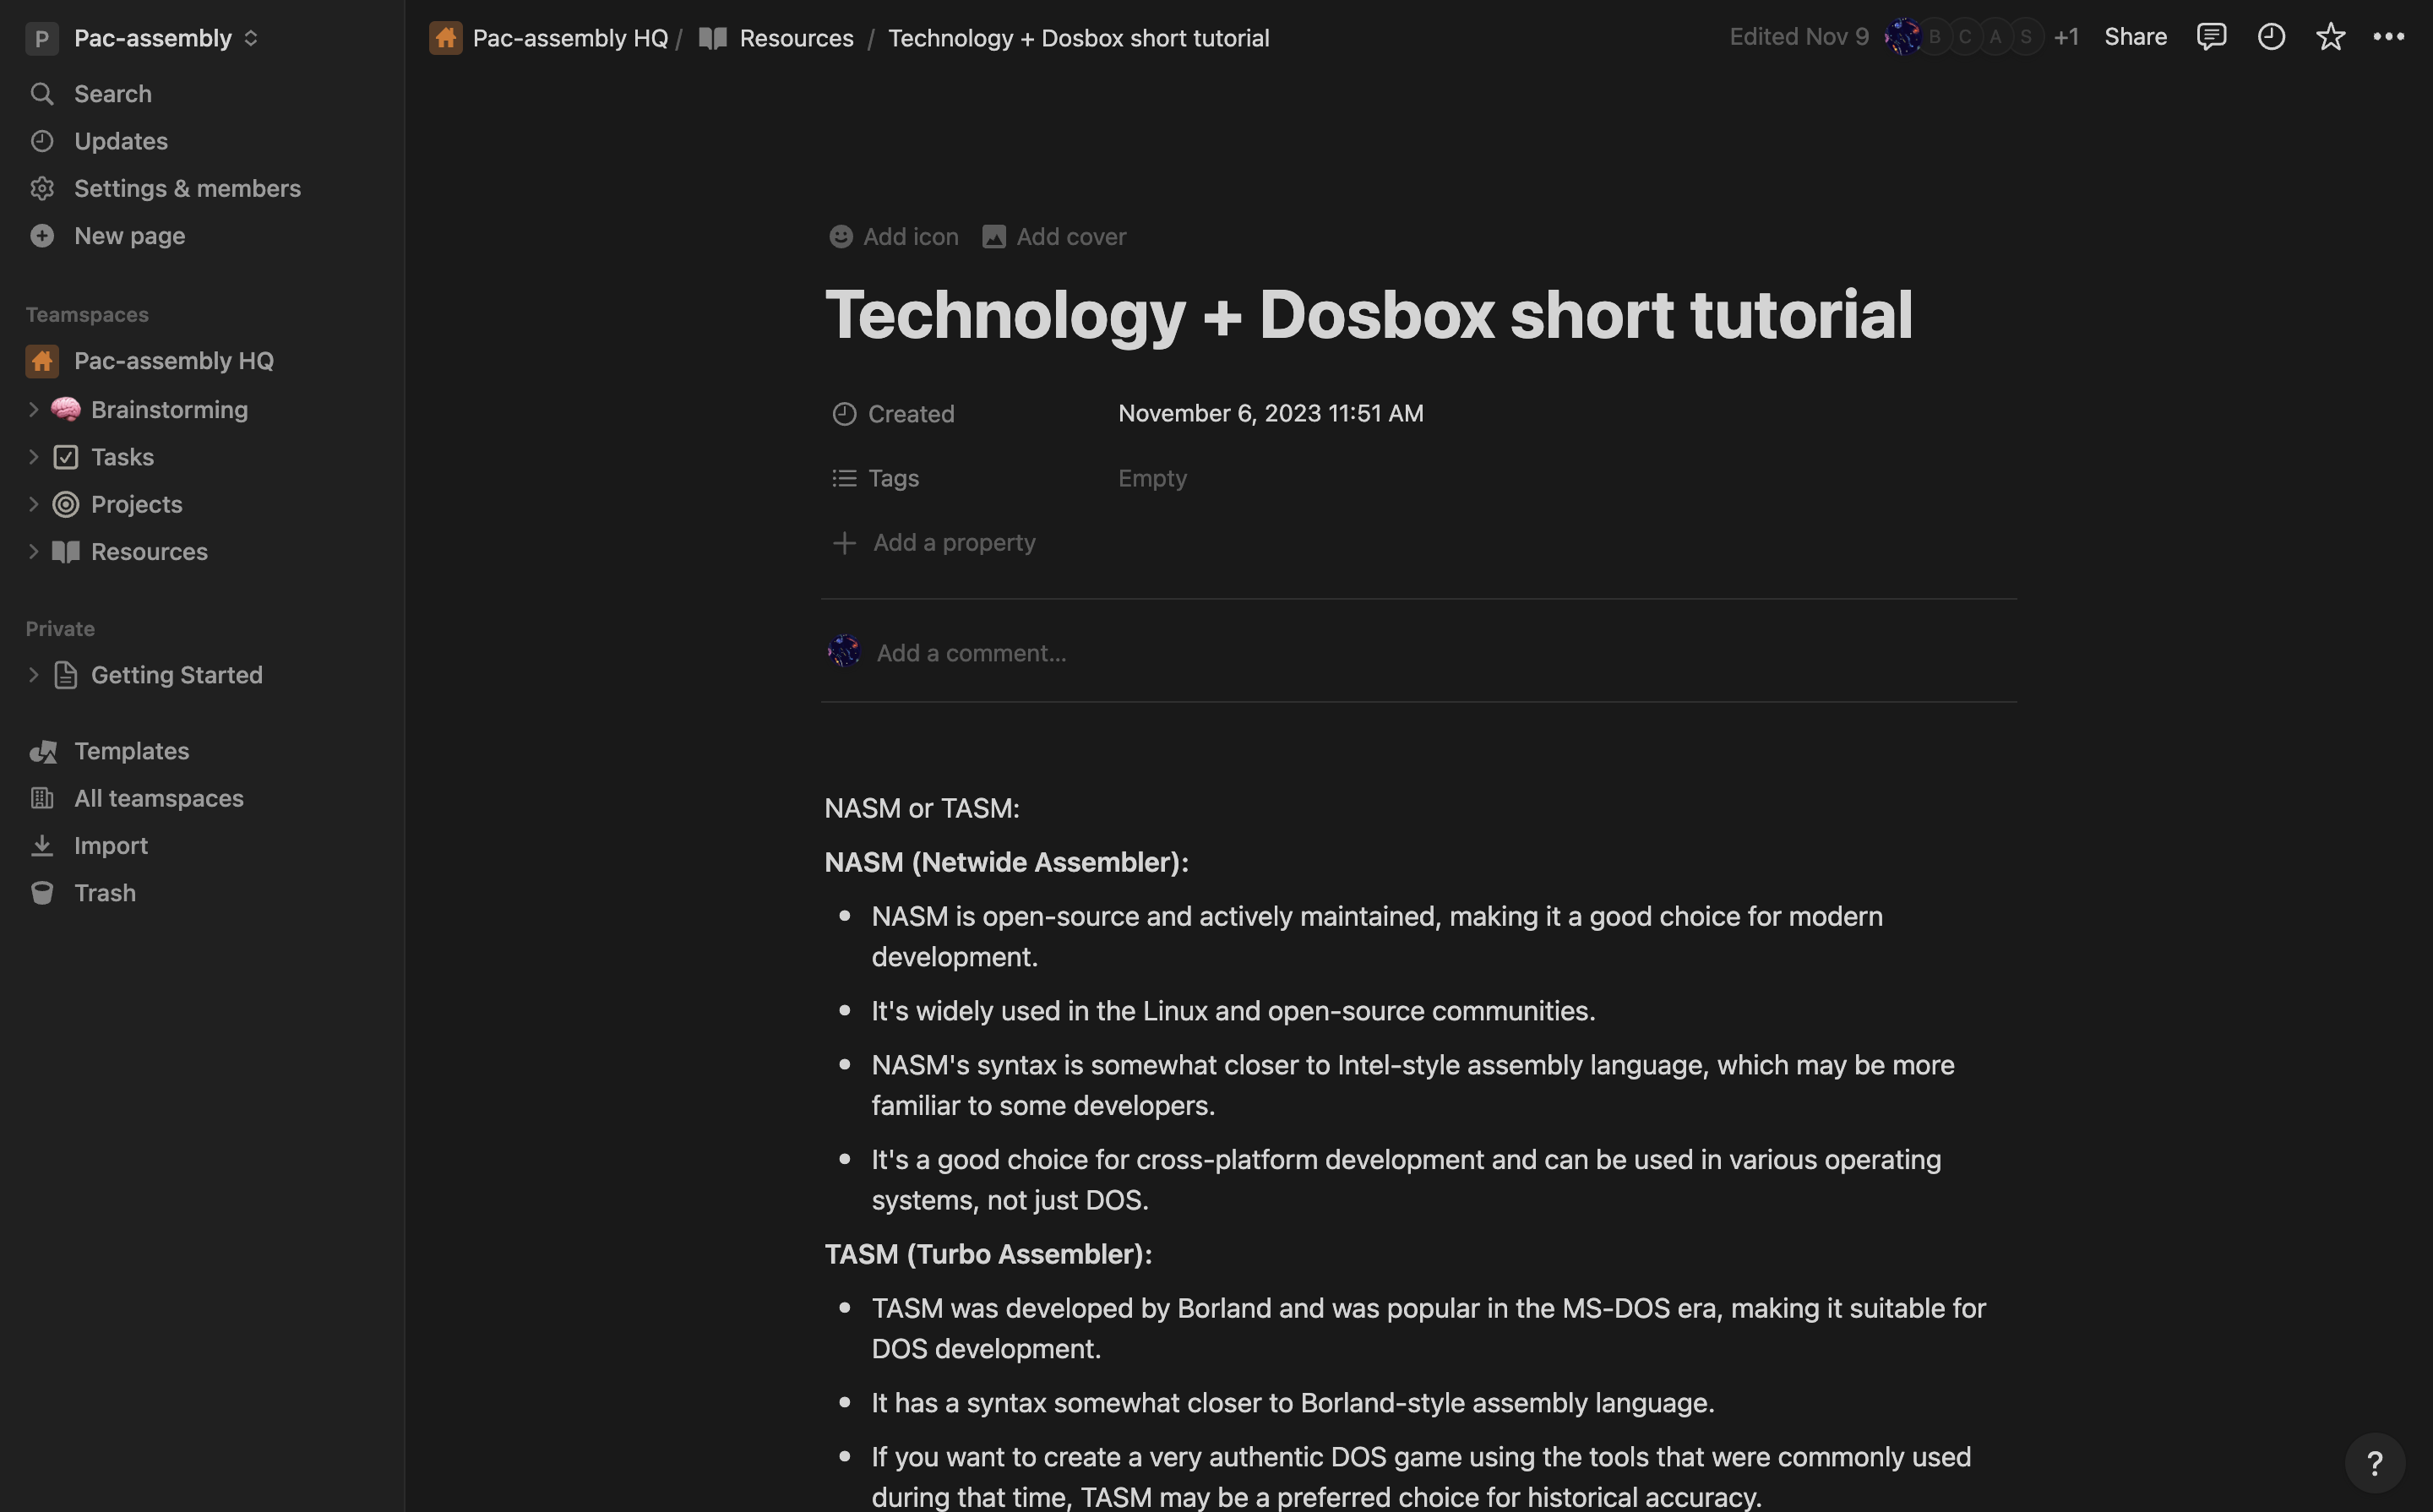 P Pac-assembly
Search
Updates
Settings & members
New page
Teamspaces
Pac-assembly HQ
Brainstorming
Tasks
Projects
Resources
Private
Getting Started
Templates
All teamspaces
Import
Trash
Pac-assembly HQ / Resources / Technology + Dosbox short tutorial
Edited Nov 9 B C A S +1 Share
Add icon Add cover
Technology + Dosbox short tutorial
Created November 6, 2023 11:51 AM
Tags Empty
Add a property
Add a comment...
NASM or TASM:
NASM (Netwide Assembler):
• NASM is open-source and actively maintained, making it a good choice for modern
development.
• It's widely used in the Linux and open-source communities.
• NASM's syntax is somewhat closer to Intel-style assembly language, which may be more
familiar to some developers.
• It's a good choice for cross-platform development and can be used in various operating
systems, not just DOS.
TASM (Turbo Assembler):
• TASM was developed by Borland and was popular in the MS-DOS era, making it suitable for
DOS development.
• It has a syntax somewhat closer to Borland-style assembly language.
• If you want to create a very authentic DOS game using the tools that were commonly used
during that time, TASM may be a preferred choice for historical accuracy.
?